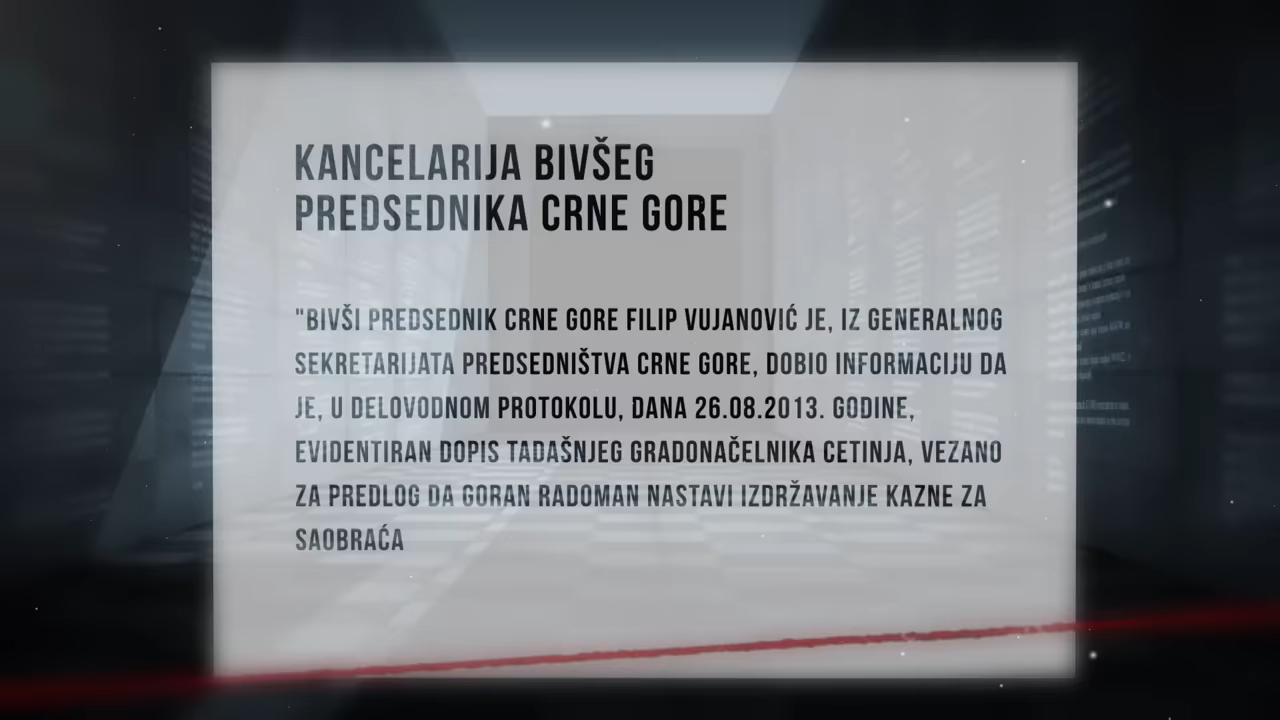 KANCELARIJA BIVŠEG
PREDSEDNIKA CRNE GORE
"BIVŠI PREDSEDNIK CRNE GORE FILIP VUJANOVIĆ JE, IZ GENERALNOG
SEKRETARIJATA PREDSEDNIŠTVA CRNE GORE, DOBIO INFORMACIJU DA
JE, U DELOVODNOM PROTOKOLU, DANA 26.08.2013. GODINE,
EVIDENTIRAN DOPIS TADAŠNJEG GRADONAČELNIKA CETINJA, VEZANO
ZA PREDLOG DA GORAN RADOMAN NASTAVI IZDRŽAVANJE KAZNE ZA
SAOBRAĆA